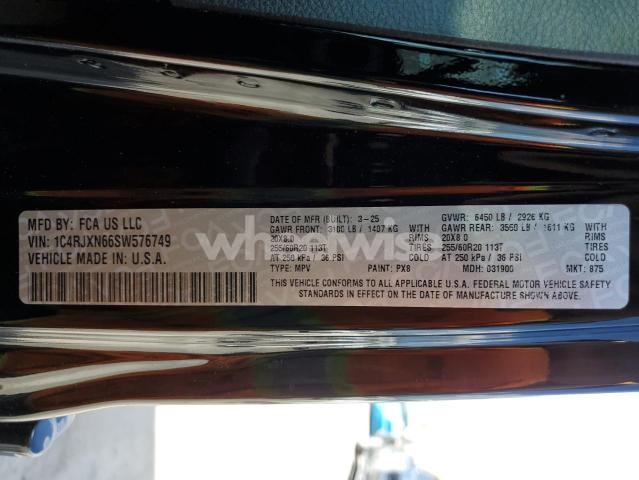 MFD BY: FCA US LLC
VIN: 1C4RJXN66SW576749
VEHICLE MADE IN: U.S.A.
DATE OF MFR (BUILT): 3-25
GAWR FRONT: 3100 LB / 1407 KG
20X8.0
255/60R20 113T
AT 250 kPa / 36 PSI
TYPE: MPV
WITH
RIMS
TIRES
COLD
PAINT: PX8
GVWR: 6450 LB / 2926 KG
GAWR REAR: 3550 LB / 1611 KG
20X8.0
255/60R20 113T
AT 250 kPa / 36 PSI
MDH: 031900
WITH
RIMS
TIRES
COLD
MKT: 875
THIS VEHICLE CONFORMS TO ALL APPLICABLE U.S.A. FEDERAL MOTOR VEHICLE SAFETY
STANDARDS IN EFFECT ON THE DATE OF MANUFACTURE SHOWN ABOVE.